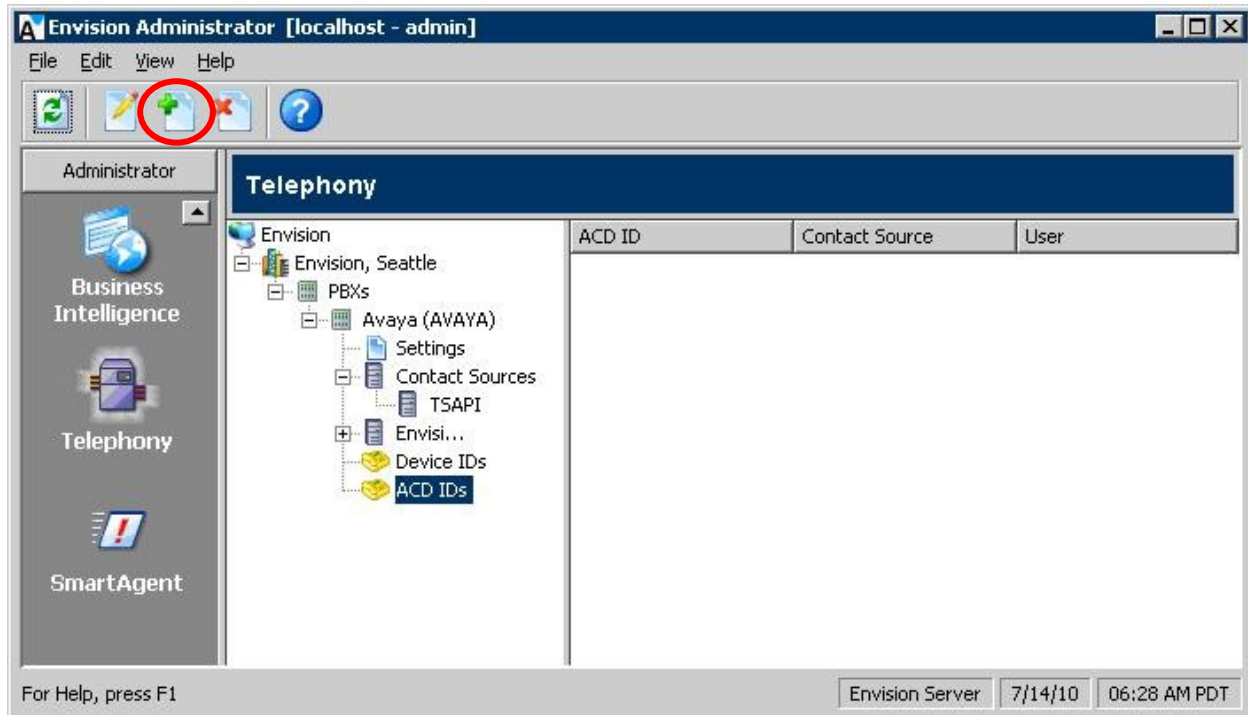 Envision Administrator [localhost - admin]
File Edit View Help
Administrator
Telephony
Business
Intelligence
Telephony
SmartAgent
Envision
Envision, Seattle
PBXs
Avaya (AVAYA)
Settings
Contact Sources
TSAPI
Envisi...
Device IDs
ACD IDs
ACD ID Contact Source User
For Help, press F1 Envision Server 7/14/10 06:28 AM PDT